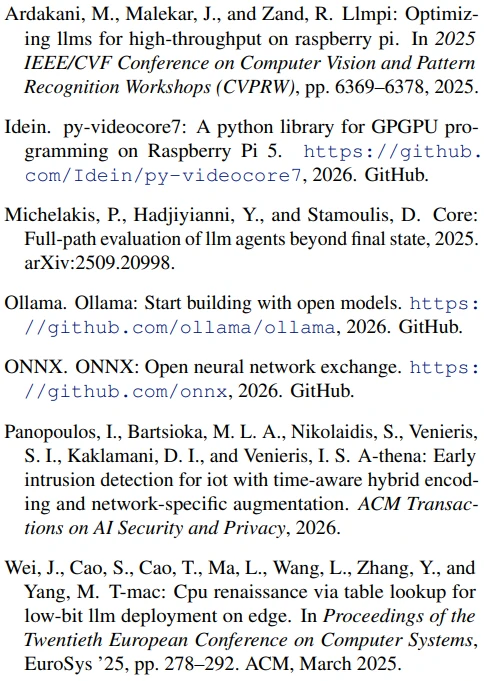 Ardakani, M., Malekar, J., and Zand, R. Llmpi: Optimiz-
ing llms for high-throughput on raspberry pi. In 2025
IEEE/CVF Conference on Computer Vision and Pattern
Recognition Workshops (CVPRW), pp. 6369–6378, 2025.
Idein. py-videocore7: A python library for GPGPU pro-
gramming on Raspberry Pi 5. https://github.
com/Idein/py-videocore7, 2026. GitHub.
Michelakis, P., Hadjiyianni, Y., and Stamoulis, D. Core:
Full-path evaluation of llm agents beyond final state, 2025.
arXiv:2509.20998.
Ollama. Ollama: Start building with open models. https:
//github.com/ollama/ollama, 2026. GitHub.
ONNX. ONNX: Open neural network exchange. https:
//github.com/onnx, 2026. GitHub.
Panopoulos, I., Bartsioka, M. L. A., Nikolaidis, S., Venieris,
S. I., Kaklamani, D. I., and Venieris, I. S. A-thena: Early
intrusion detection for iot with time-aware hybrid encod-
ing and network-specific augmentation. ACM Transac-
tions on AI Security and Privacy, 2026.
Wei, J., Cao, S., Cao, T., Ma, L., Wang, L., Zhang, Y., and
Yang, M. T-mac: Cpu renaissance via table lookup for
low-bit llm deployment on edge. In Proceedings of the
Twentieth European Conference on Computer Systems,
EuroSys ’25, pp. 278–292. ACM, March 2025.